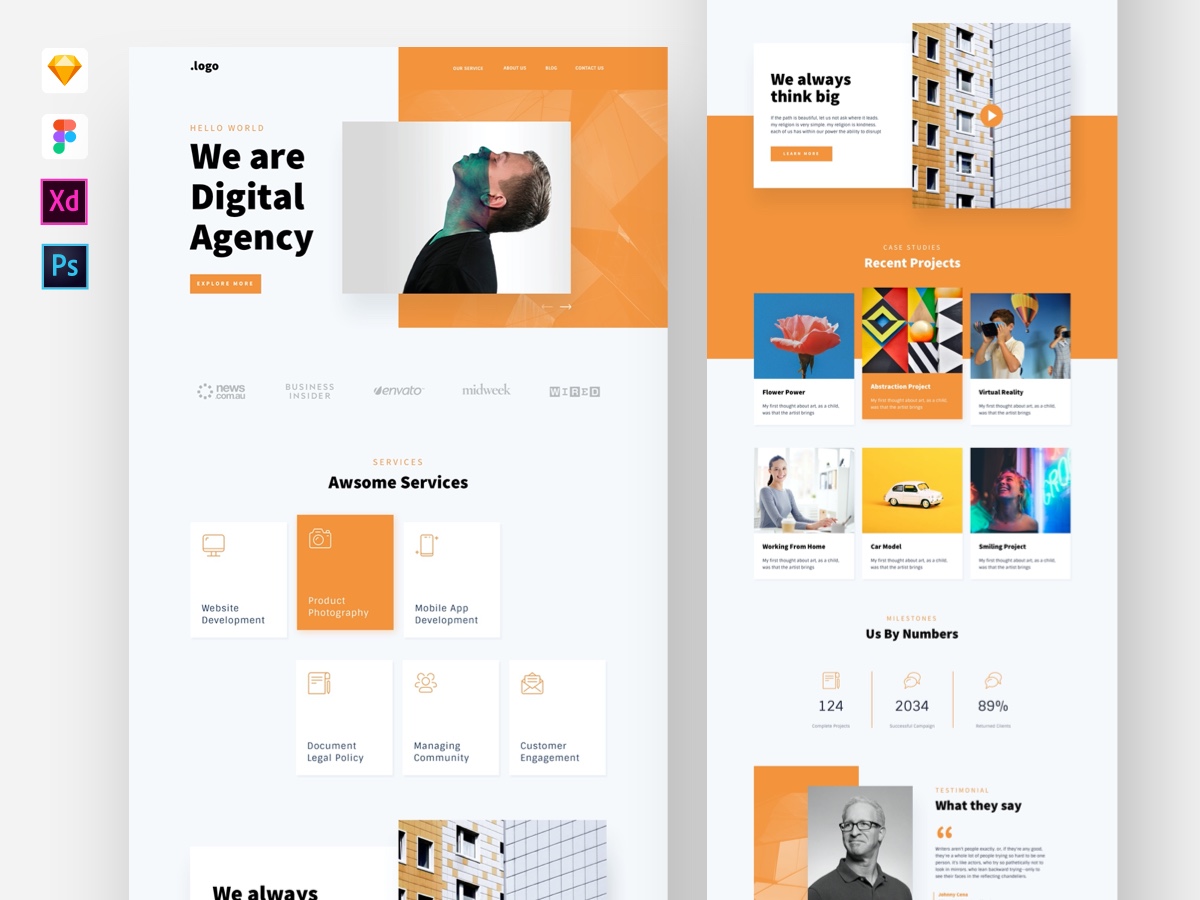 Xd
Ps
.logo
OUR SERVICE
ABOUT US
BLOG
CONTACT US
HELLO WORLD
We are
Digital
Agency
EXPLORE MORE
news
.com.au
BUSINESS
INSIDER
envato
midweek
WIRED
SERVICES
Awsome Services
Website
Development
Product
Photography
Mobile App
Development
Document
Legal Policy
Managing
Community
Customer
Engagement
We always
We always
think big
If the path is beautiful, let us not ask where it leads.
my religion is very simple. my religion is kindness.
each of us has within our power the ability to disrupt
LEARN MORE
CASE STUDIES
Recent Projects
Flower Power
My first thought about art, as a child,
was that the artist brings
Abstraction Project
My first thought about art, as a child,
was that the artist brings
Virtual Reality
My first thought about art, as a child,
was that the artist brings
Working From Home
My first thought about art, as a child,
was that the artist brings
Car Model
My first thought about art, as a child,
was that the artist brings
Smiling Project
My first thought about art, as a child,
was that the artist brings
MILESTONES
Us By Numbers
124
Complete Projects
2034
Successful Campaign
89%
Returned Clients
TESTIMONIAL
What they say
“
Writers aren't people exactly, or, if they're any good,
they're a whole lot of people trying so hard to be one
person. It's like actors, who try so pathetically not to
look in mirrors. who lean backward trying--only to
see their faces in the reflecting chandeliers.
Johnny Case